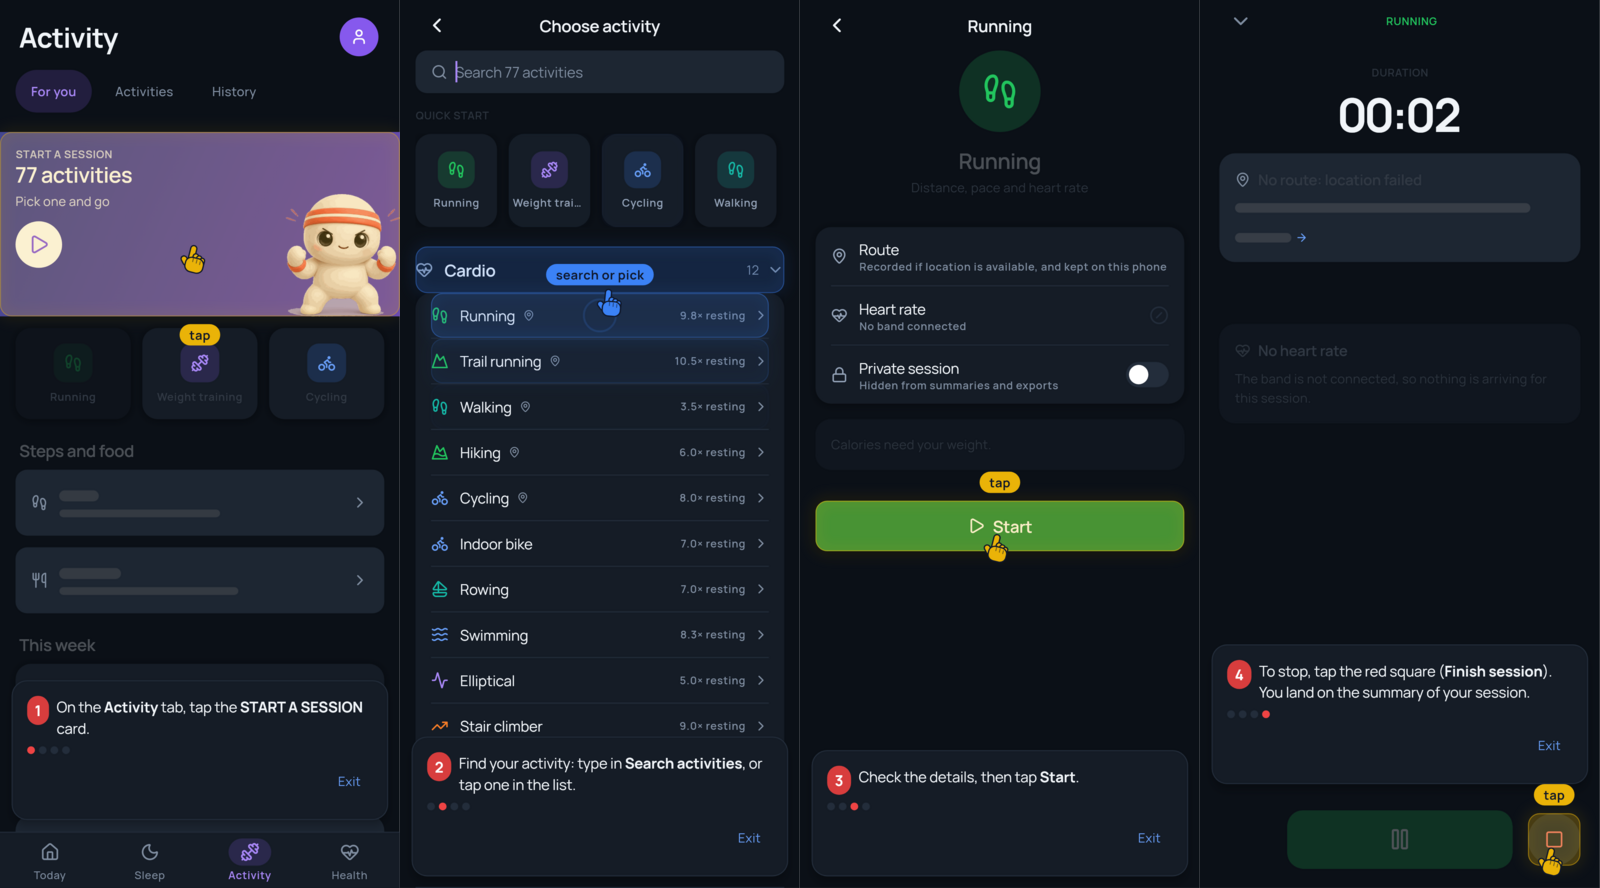 Activity
For you
Activities
History
START A SESSION
77 activities
Pick one and go
tap
Running
Weight training
Cycling
Steps and food
This week
1
On the Activity tab, tap the START A SESSION
card.
Exit
Today
Sleep
Activity
Health
Choose activity
Search 77 activities
QUICK START
Running
Weight trai...
Cycling
Walking
Cardio
search or pick
12
Running
9.8× resting
Trail running
10.5× resting
Walking
3.5× resting
Hiking
6.0× resting
Cycling
8.0× resting
Indoor bike
7.0× resting
Rowing
7.0× resting
Swimming
8.3× resting
Elliptical
5.0× resting
Stair climber
9.0× resting
2
Find your activity: type in Search activities, or
tap one in the list.
Exit
Running
Running
Distance, pace and heart rate
Route
Recorded if location is available, and kept on this phone
Heart rate
No band connected
Private session
Hidden from summaries and exports
Calories need your weight.
tap
Start
3
Check the details, then tap Start.
Exit
RUNNING
DURATION
00:02
No route: location failed
No heart rate
The band is not connected, so nothing is arriving for
this session.
4
To stop, tap the red square (Finish session).
You land on the summary of your session.
Exit
tap